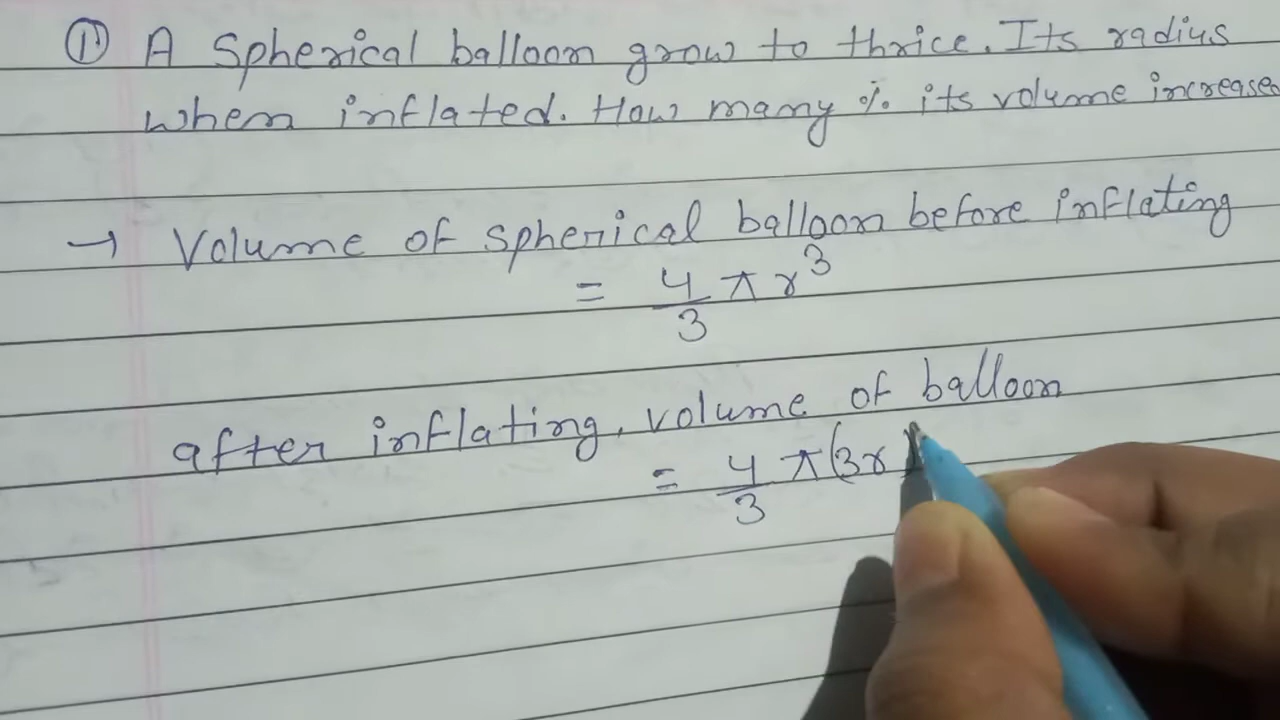 ① A Spherical balloon grow to thrice. Its radius
when inflated. How many % its volume increases
→ Volume of spherical balloon before inflating
= 4/3 π r³
after inflating, volume of balloon
= 4/3 π (3r)